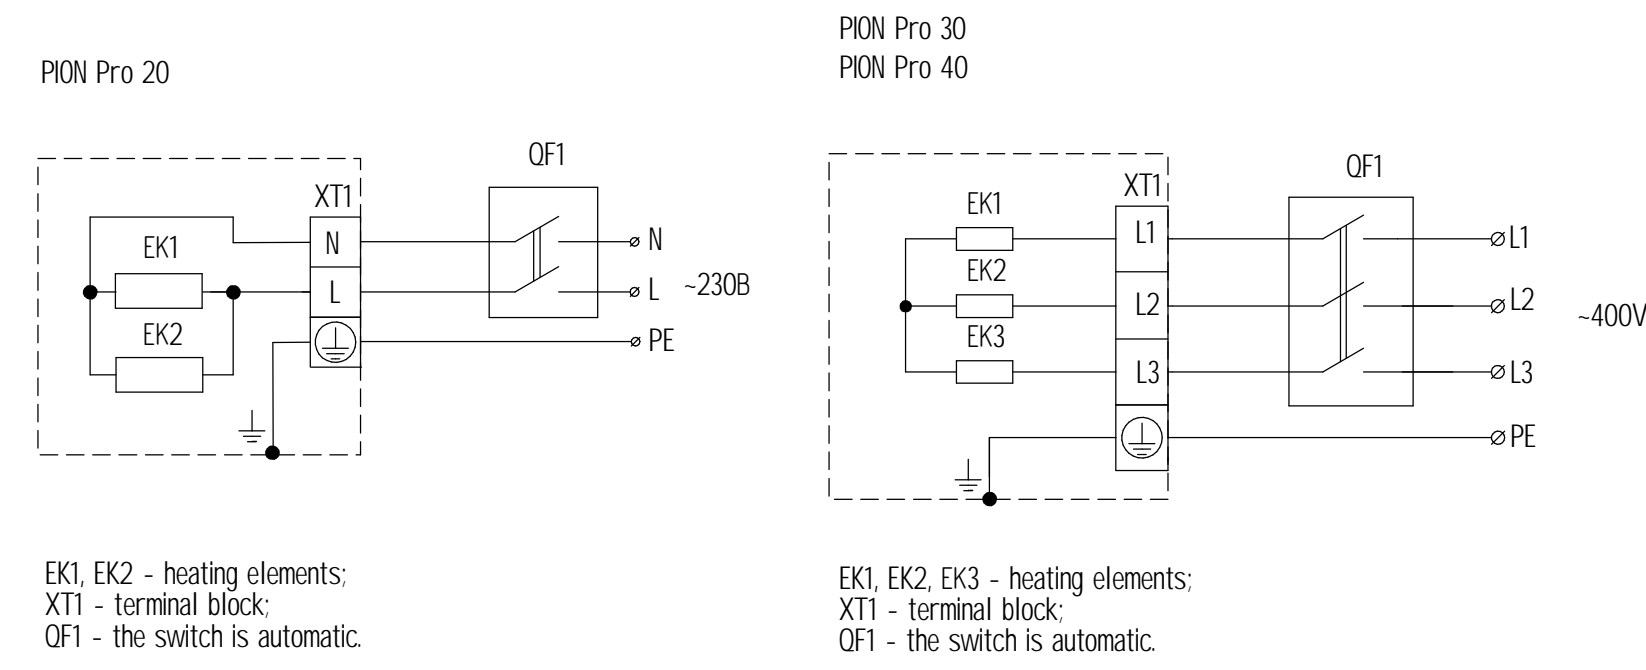 PION Pro 20
QF1
XT1
N
EK1
N
L
L
~230В
EK2
PE
EK1, EK2 - heating elements;
XT1 - terminal block;
QF1 - the switch is automatic.
PION Pro 30
PION Pro 40
QF1
XT1
EK1
L1
L1
EK2
L2
L2
~400V
EK3
L3
L3
PE
EK1, EK2, EK3 - heating elements;
XT1 - terminal block;
QF1 - the switch is automatic.